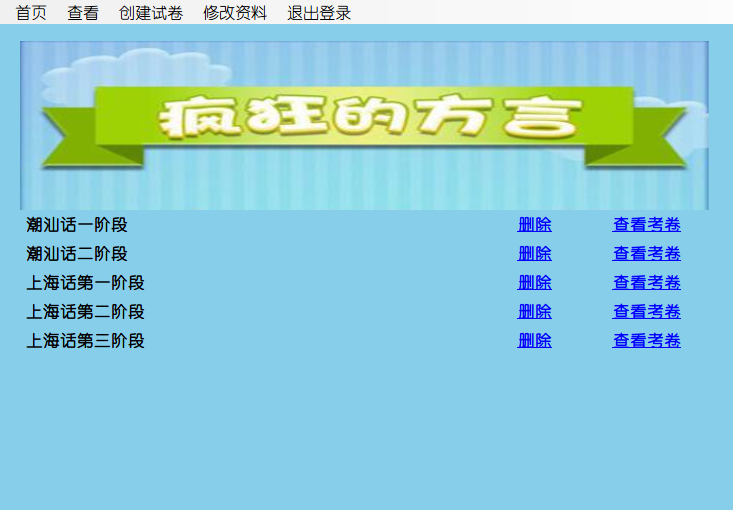 首页 查看 创建试卷 修改资料 退出登录
疯狂的方言
潮汕话一阶段 删除 查看考卷
潮汕话二阶段 删除 查看考卷
上海话第一阶段 删除 查看考卷
上海话第二阶段 删除 查看考卷
上海话第三阶段 删除 查看考卷